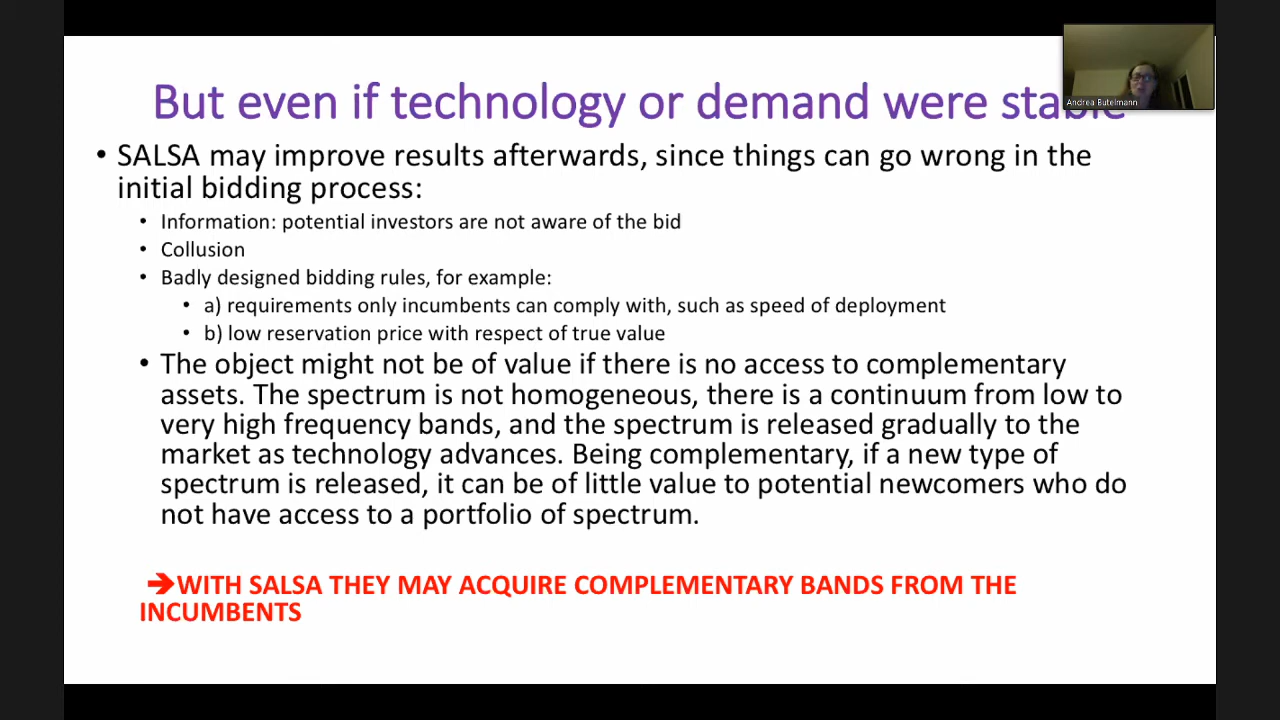 But even if technology or demand were stable
Andrea Butelmann
• SALSA may improve results afterwards, since things can go wrong in the
initial bidding process:
• Information: potential investors are not aware of the bid
• Collusion
• Badly designed bidding rules, for example:
• a) requirements only incumbents can comply with, such as speed of deployment
• b) low reservation price with respect of true value
• The object might not be of value if there is no access to complementary
assets. The spectrum is not homogeneous, there is a continuum from low to
very high frequency bands, and the spectrum is released gradually to the
market as technology advances. Being complementary, if a new type of
spectrum is released, it can be of little value to potential newcomers who do
not have access to a portfolio of spectrum.
➔WITH SALSA THEY MAY ACQUIRE COMPLEMENTARY BANDS FROM THE
INCUMBENTS